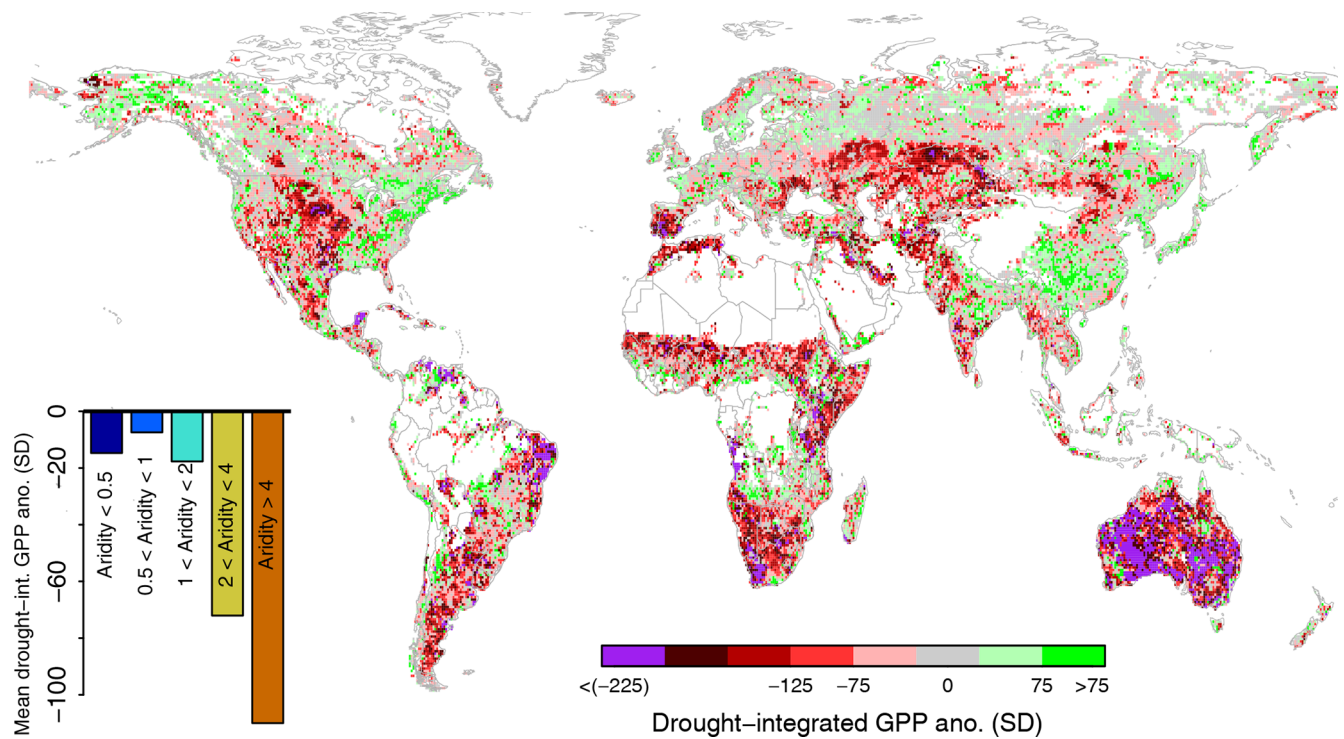 Mean drought−int. GPP ano. (SD)
0
−20
−60
−100
Aridity < 0.5
0.5 < Aridity < 1
1 < Aridity < 2
2 < Aridity < 4
Aridity > 4
<(−225)
−125
−75
0
75
>75
Drought−integrated GPP ano. (SD)